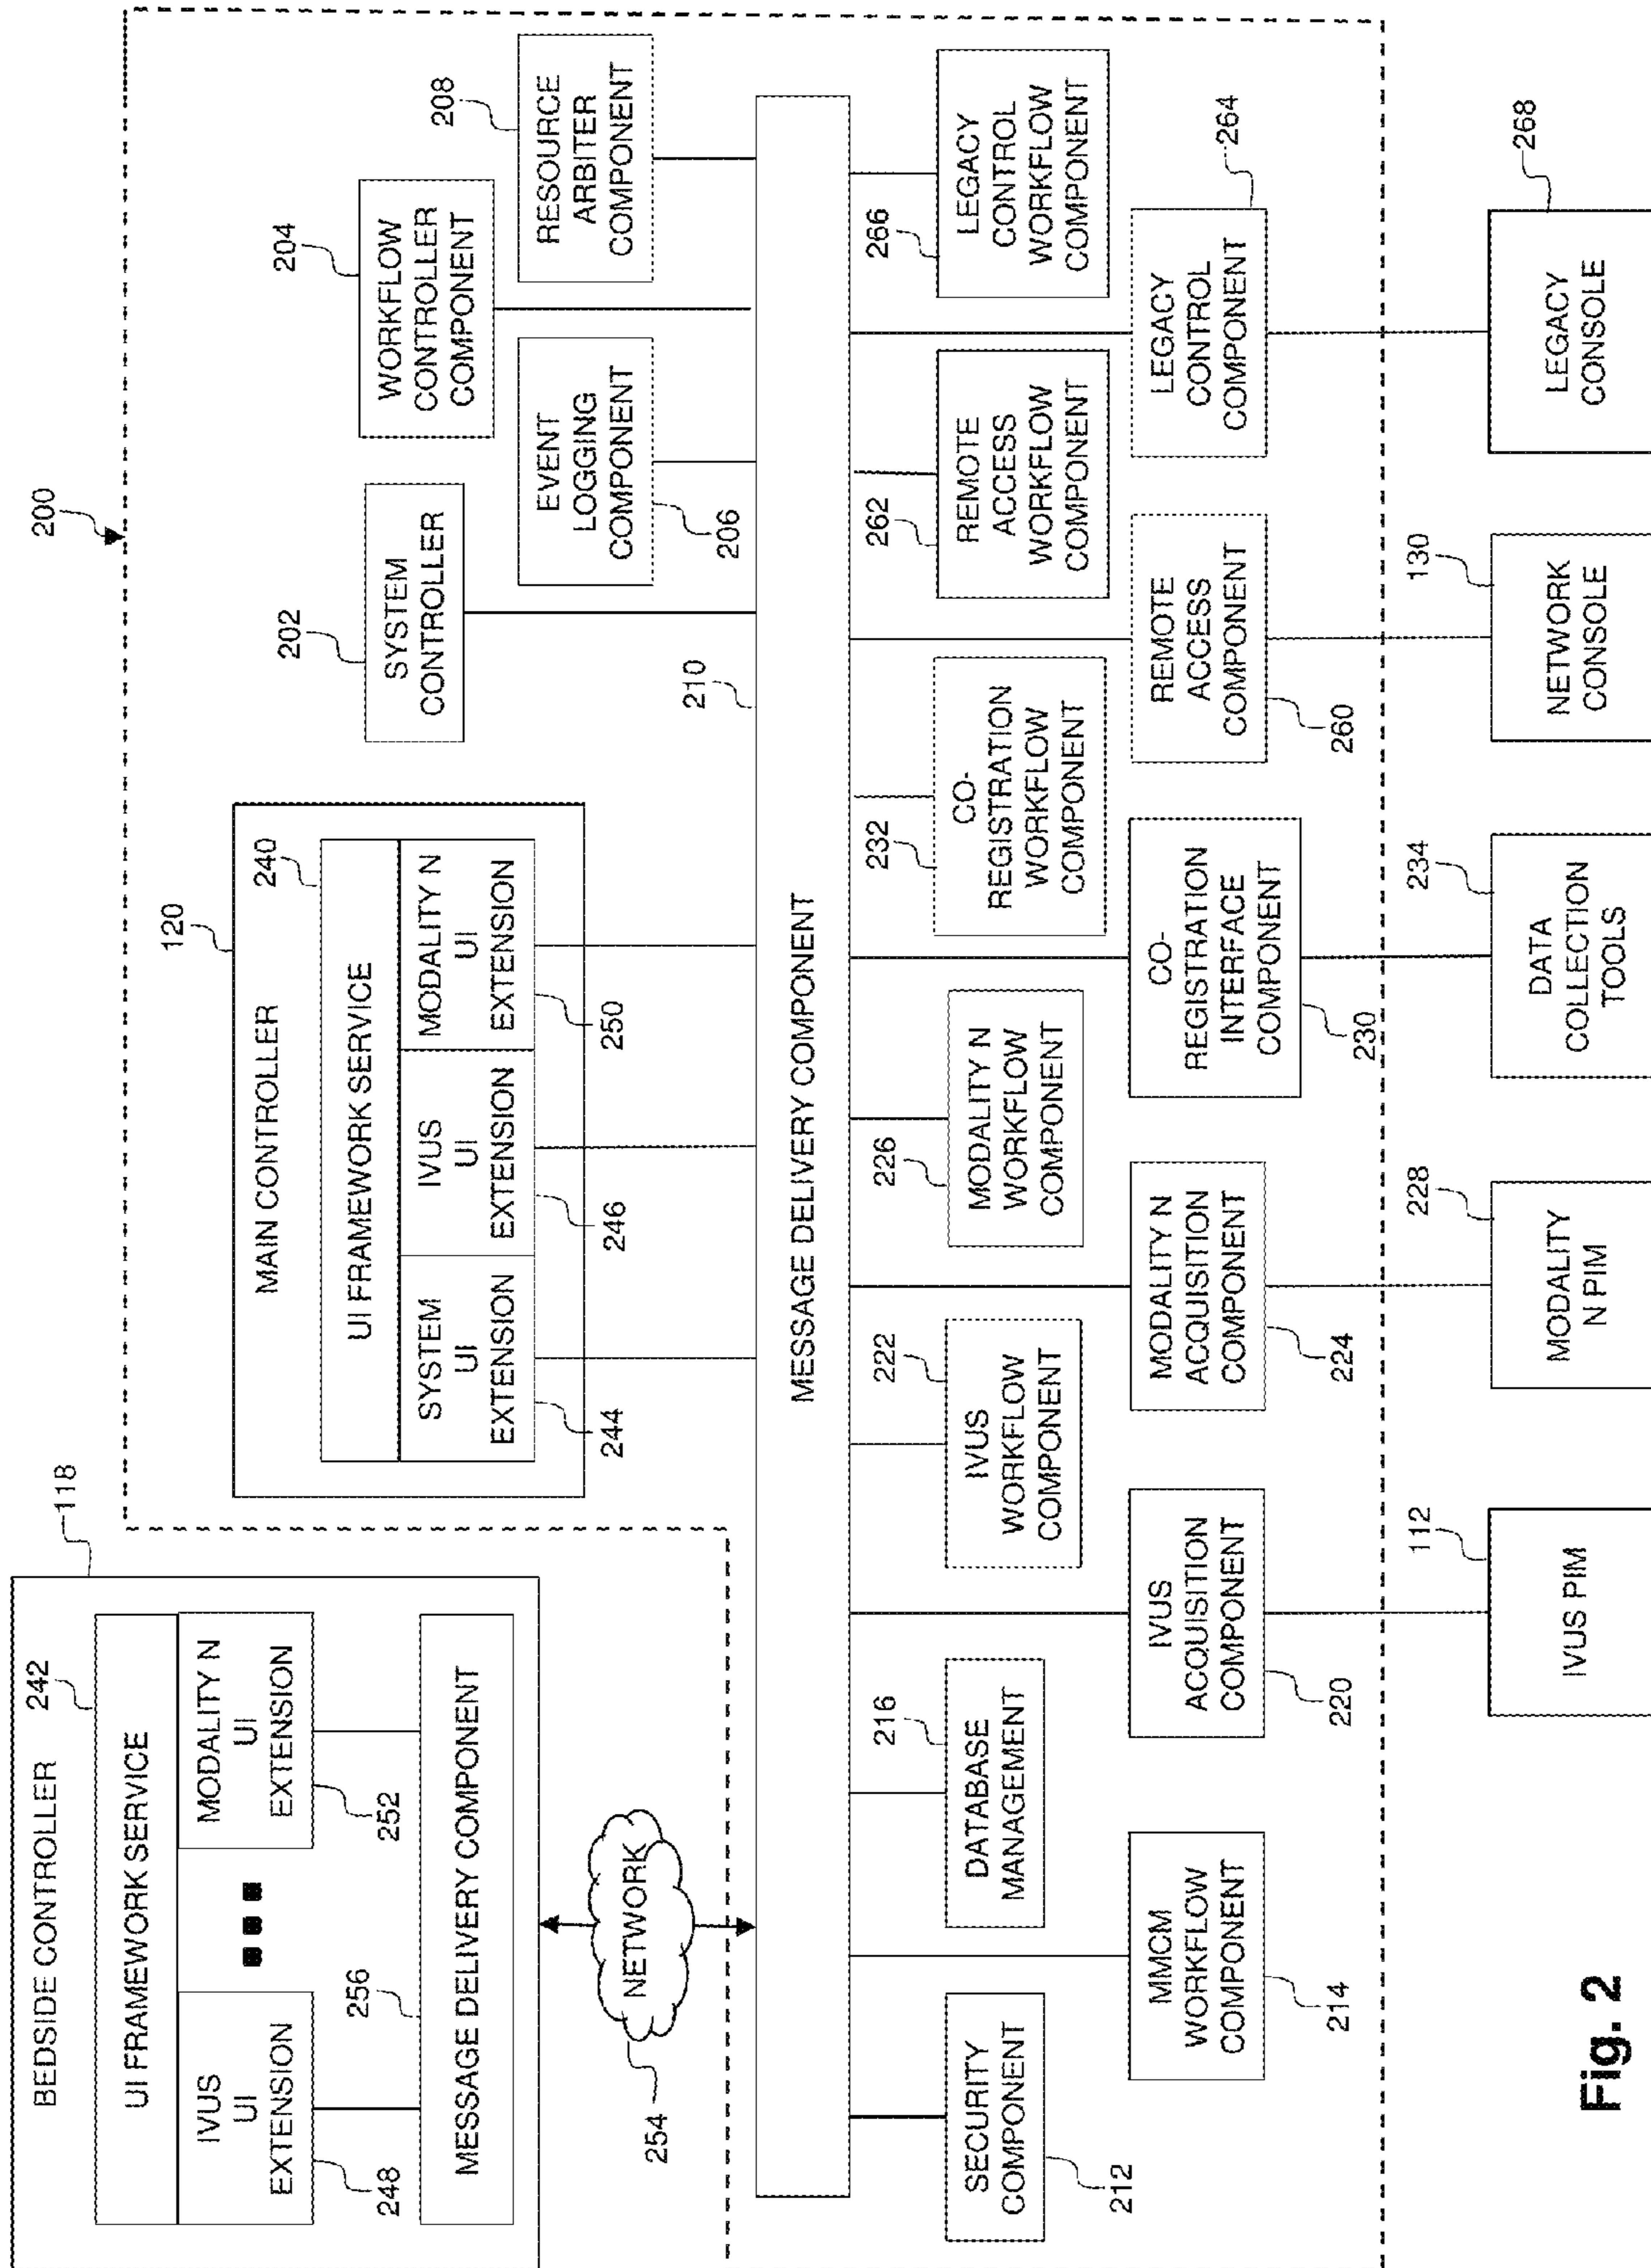 118
BEDSIDE CONTROLLER
242
UI FRAMEWORK SERVICE
IVUS
UI
EXTENSION
248
MODALITY N
UI
EXTENSION
252
256
MESSAGE DELIVERY COMPONENT
254
NETWORK
200
120
MAIN CONTROLLER
240
UI FRAMEWORK SERVICE
SYSTEM
UI
EXTENSION
244
IVUS
UI
EXTENSION
246
MODALITY N
UI
EXTENSION
250
202
SYSTEM
CONTROLLER
204
WORKFLOW
CONTROLLER
COMPONENT
EVENT
LOGGING
COMPONENT
206
208
RESOURCE
ARBITER
COMPONENT
210
MESSAGE DELIVERY COMPONENT
SECURITY
COMPONENT
212
216
DATABASE
MANAGEMENT
222
IVUS
WORKFLOW
COMPONENT
226
MODALITY N
WORKFLOW
COMPONENT
232
CO-
REGISTRATION
WORKFLOW
COMPONENT
262
REMOTE
ACCESS
WORKFLOW
COMPONENT
266
LEGACY
CONTROL
WORKFLOW
COMPONENT
MMCM
WORKFLOW
COMPONENT
214
IVUS
ACQUISITION
COMPONENT
220
MODALITY N
ACQUISITION
COMPONENT
224
CO-
REGISTRATION
INTERFACE
COMPONENT
230
REMOTE
ACCESS
COMPONENT
260
LEGACY
CONTROL
COMPONENT
264
112
IVUS PIM
228
MODALITY
N PIM
234
DATA
COLLECTION
TOOLS
130
NETWORK
CONSOLE
268
LEGACY
CONSOLE
Fig. 2